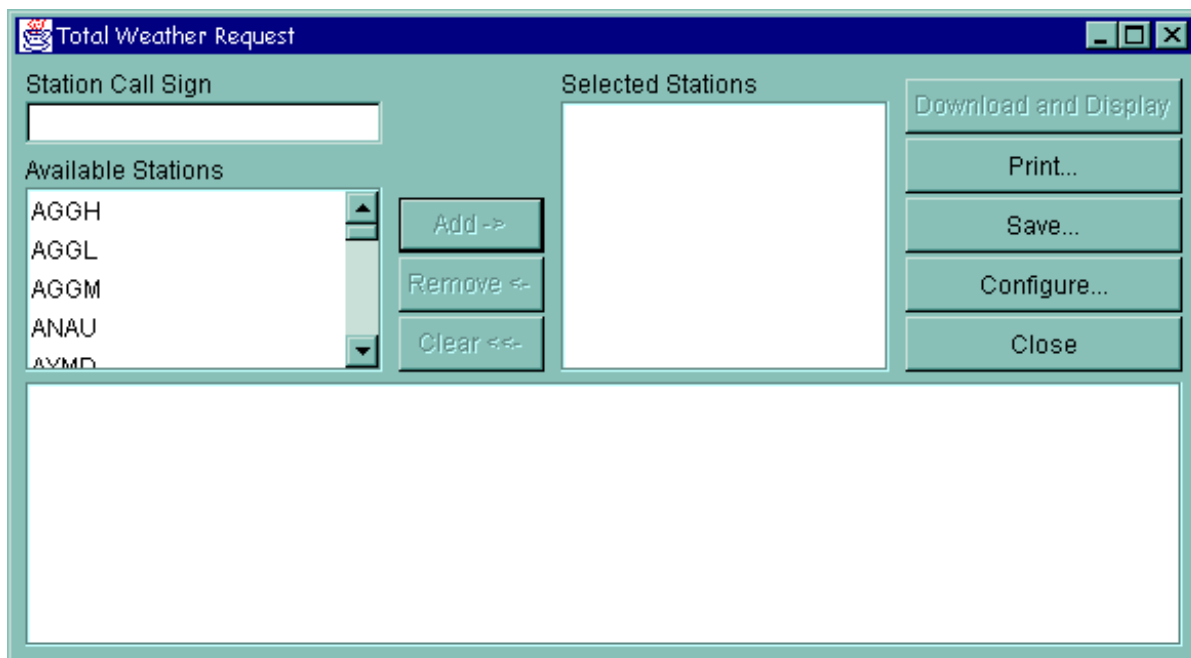 Total Weather Request
Station Call Sign
Available Stations
AGGH
AGGL
AGGM
ANAU
AYMD
Add ->
Remove <-
Clear <<-
Selected Stations
Download and Display
Print...
Save...
Configure...
Close